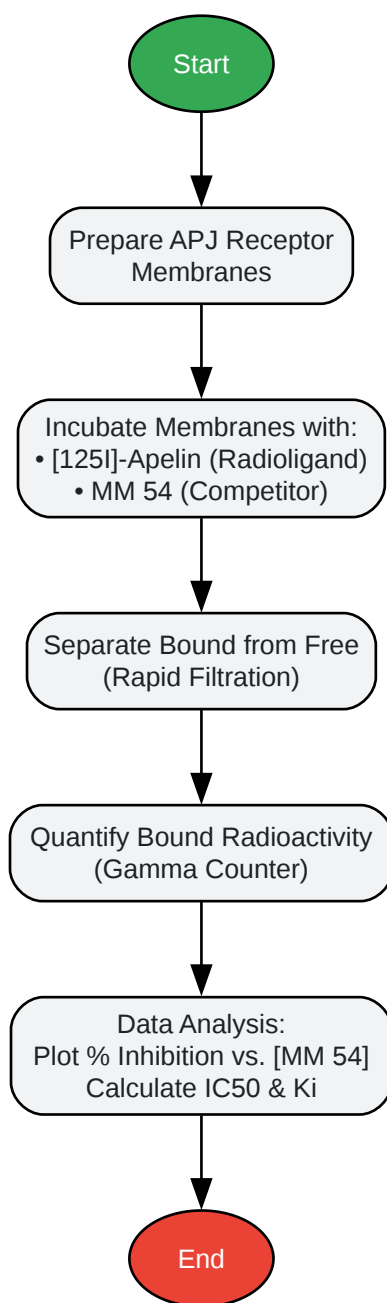 Start
Prepare APJ Receptor
Membranes
Incubate Membranes with:
• [125I]-Apelin (Radioligand)
• MM 54 (Competitor)
Separate Bound from Free
(Rapid Filtration)
Quantify Bound Radioactivity
(Gamma Counter)
Data Analysis:
Plot % Inhibition vs. [MM 54]
Calculate IC50 & Ki
End